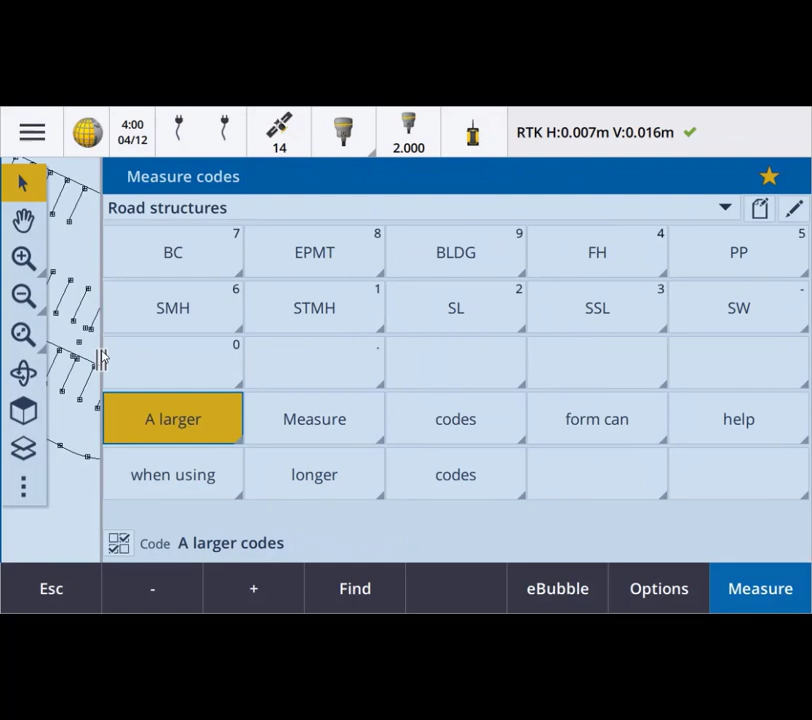 4:00
04/12
14
2.000
RTK H:0.007m V:0.016m
Measure codes
Road structures
7 8 9 4 5
BC EPMT BLDG FH PP
6 1 2 3 -
SMH STMH SL SSL SW
0 .
A larger Measure codes form can help
when using longer codes
Code A larger codes
Esc - + Find eBubble Options Measure